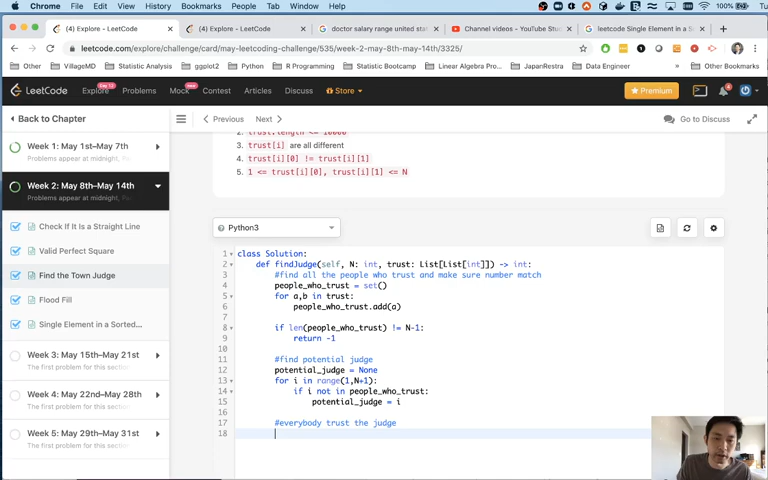 Chrome File Edit View History Bookmarks People Tab Window Help 100%
(4) Explore - LeetCode
(4) Explore - LeetCode
doctor salary range united stat
Channel videos - YouTube Stu
leetcode Single Element in a S
leetcode.com/explore/challenge/card/may-leetcoding-challenge/535/week-2-may-8th-may-14th/3325/
Other VillageMD Statistic Analysis ggplot2 Python R Programming Statistic Bootcamp Linear Algebra Pro... JapanRestra Data Engineer Other Bookmarks
LeetCode Explore Problems Mock Contest Articles Discuss Store Premium
Back to Chapter
Previous Next Go to Discuss
Week 1: May 1st–May 7th
Problems appear at midnight,
Week 2: May 8th–May 14th
Problems appear at midnight,
Check If It Is a Straight Line
Valid Perfect Square
Find the Town Judge
Flood Fill
Single Element in a Sorted...
Week 3: May 15th–May 21st
The first problem for this section
Week 4: May 22nd–May 28th
The first problem for this section
Week 5: May 29th–May 31st
The first problem for this section
2. trust.length <= 10000
3. trust[i] are all different
4. trust[i][0] != trust[i][1]
5. 1 <= trust[i][0], trust[i][1] <= N
Python3
1 class Solution:
2 def findJudge(self, N: int, trust: List[List[int]]) -> int:
3 #find all the people who trust and make sure number match
4 people_who_trust = set()
5 for a,b in trust:
6 people_who_trust.add(a)
7
8 if len(people_who_trust) != N-1:
9 return -1
10
11 #find potential judge
12 potential_judge = None
13 for i in range(1,N+1):
14 if i not in people_who_trust:
15 potential_judge = i
16
17 #everybody trust the judge
18